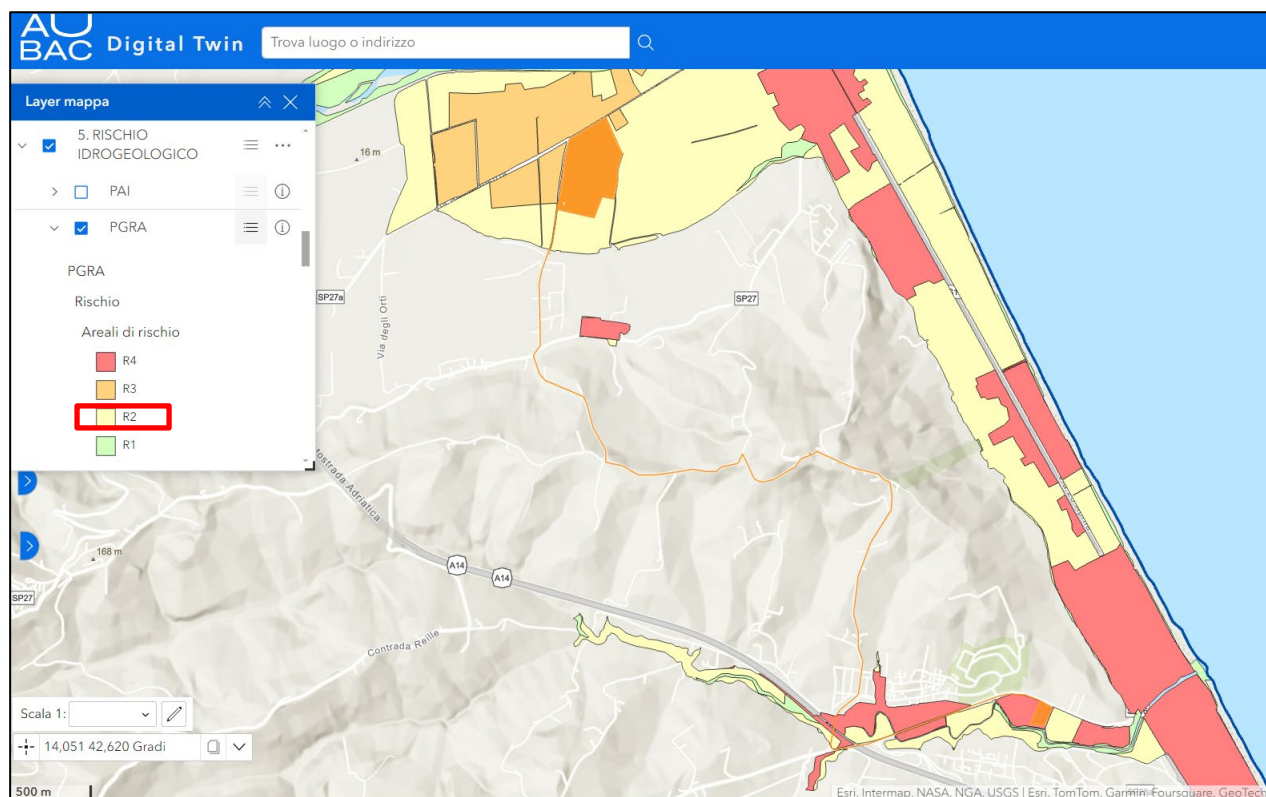 AU
BAC Digital Twin
Trova luogo o indirizzo
Layer mappa
5. RISCHIO
IDROGEOLOGICO
PAI
PGRA
PGRA
Rischio
Areali di rischio
R4
R3
R2
R1
16 m
SP27a
Via degli Orti
SP27
Adriatica
A14
A14
168 m
SP27
Contrada Reille
Scala 1:
14,051 42,620 Gradi
500 m
Esri, Intermap, NASA, NGA, USGS | Esri, TomTom, Garmin, Foursquare, GeoTech